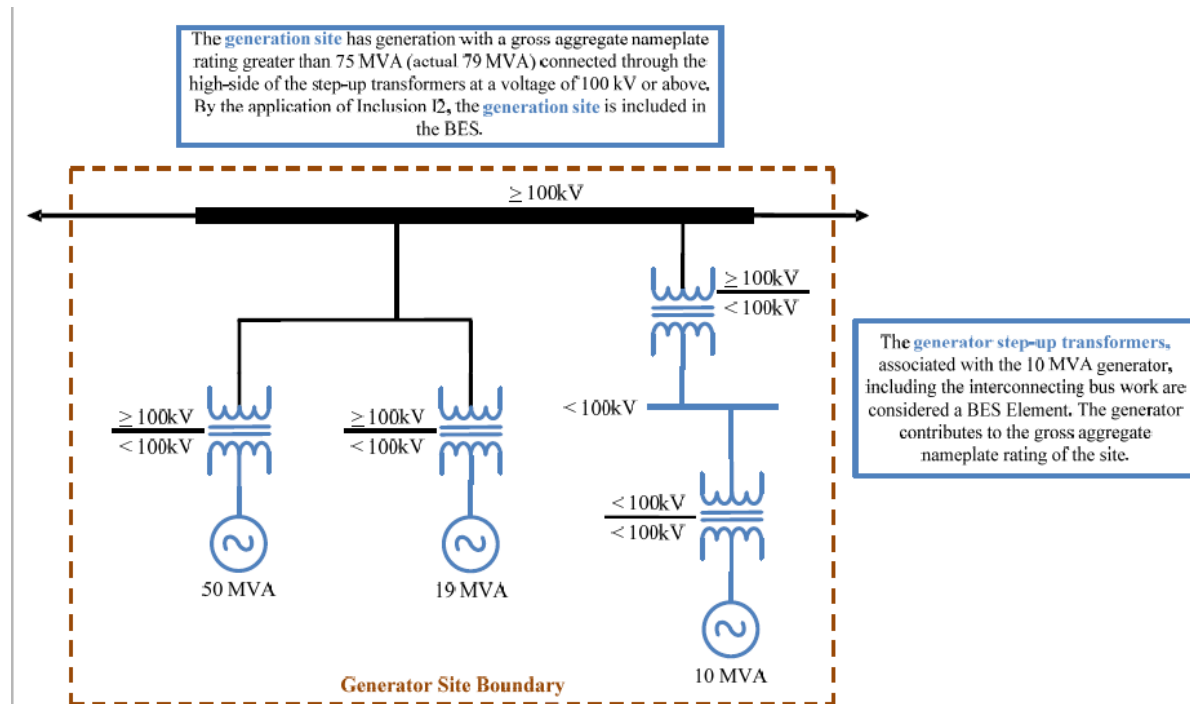 The generation site has generation with a gross aggregate nameplate
rating greater than 75 MVA (actual 79 MVA) connected through the
high-side of the step-up transformers at a voltage of 100 kV or above.
By the application of Inclusion I2, the generation site is included in
the BES.
≥ 100kV
≥ 100kV
< 100kV
The generator step-up transformers,
associated with the 10 MVA generator,
including the interconnecting bus work are
considered a BES Element. The generator
contributes to the gross aggregate
nameplate rating of the site.
< 100kV
≥ 100kV
< 100kV
≥ 100kV
< 100kV
< 100kV
< 100kV
50 MVA
19 MVA
10 MVA
Generator Site Boundary